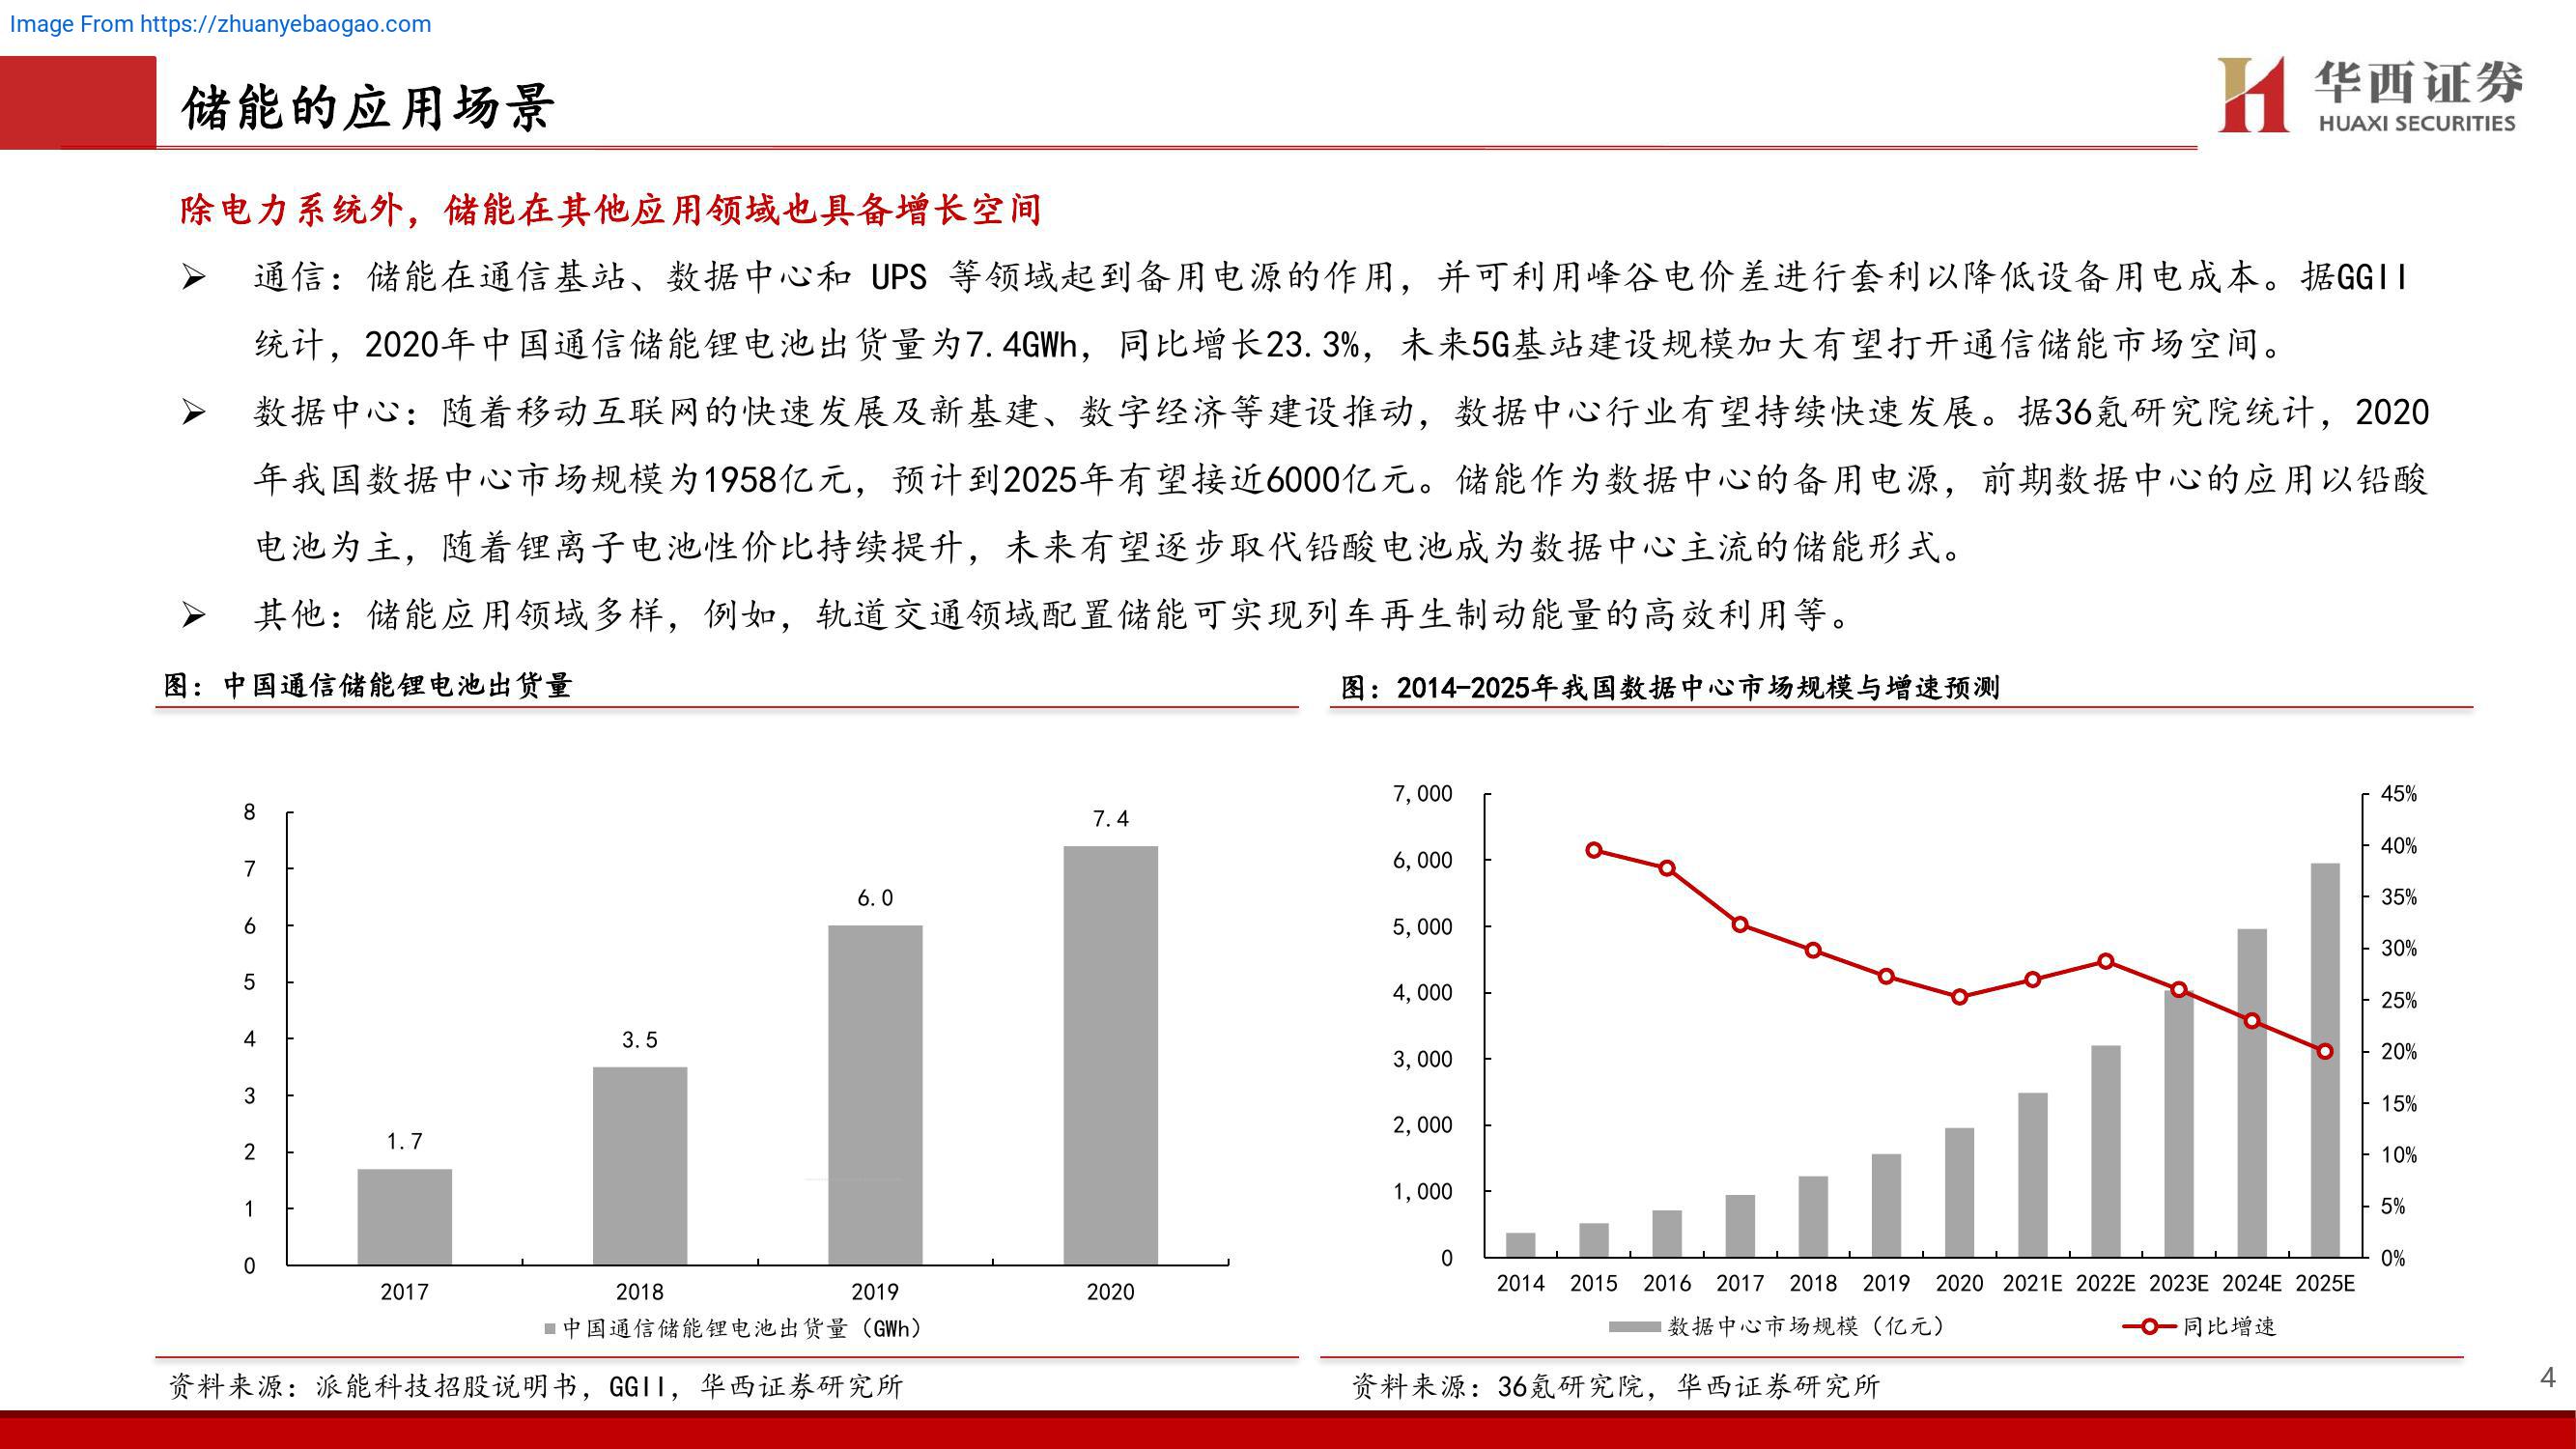 Image From https://zhuanyebaogao.com
储能的应用场景
华西证券
HUAXI SECURITIES
除电力系统外，储能在其他应用领域也具备增长空间
➢ 通信：储能在通信基站、数据中心和 UPS 等领域起到备用电源的作用，并可利用峰谷电价差进行套利以降低设备用电成本。据GGII
统计，2020年中国通信储能锂电池出货量为7.4GWh，同比增长23.3%，未来5G基站建设规模加大有望打开通信储能市场空间。
➢ 数据中心：随着移动互联网的快速发展及新基建、数字经济等建设推动，数据中心行业有望持续快速发展。据36氪研究院统计，2020
年我国数据中心市场规模为1958亿元，预计到2025年有望接近6000亿元。储能作为数据中心的备用电源，前期数据中心的应用以铅酸
电池为主，随着锂离子电池性价比持续提升，未来有望逐步取代铅酸电池成为数据中心主流的储能形式。
➢ 其他：储能应用领域多样，例如，轨道交通领域配置储能可实现列车再生制动能量的高效利用等。
图：中国通信储能锂电池出货量
8
7
6
5
4
3
2
1
0
1.7
3.5
6.0
7.4
2017 2018 2019 2020
中国通信储能锂电池出货量（GWh）
资料来源：派能科技招股说明书，GGII，华西证券研究所
图：2014-2025年我国数据中心市场规模与增速预测
7,000
6,000
5,000
4,000
3,000
2,000
1,000
0
45%
40%
35%
30%
25%
20%
15%
10%
5%
0%
2014 2015 2016 2017 2018 2019 2020 2021E 2022E 2023E 2024E 2025E
数据中心市场规模（亿元） 同比增速
资料来源：36氪研究院，华西证券研究所
4